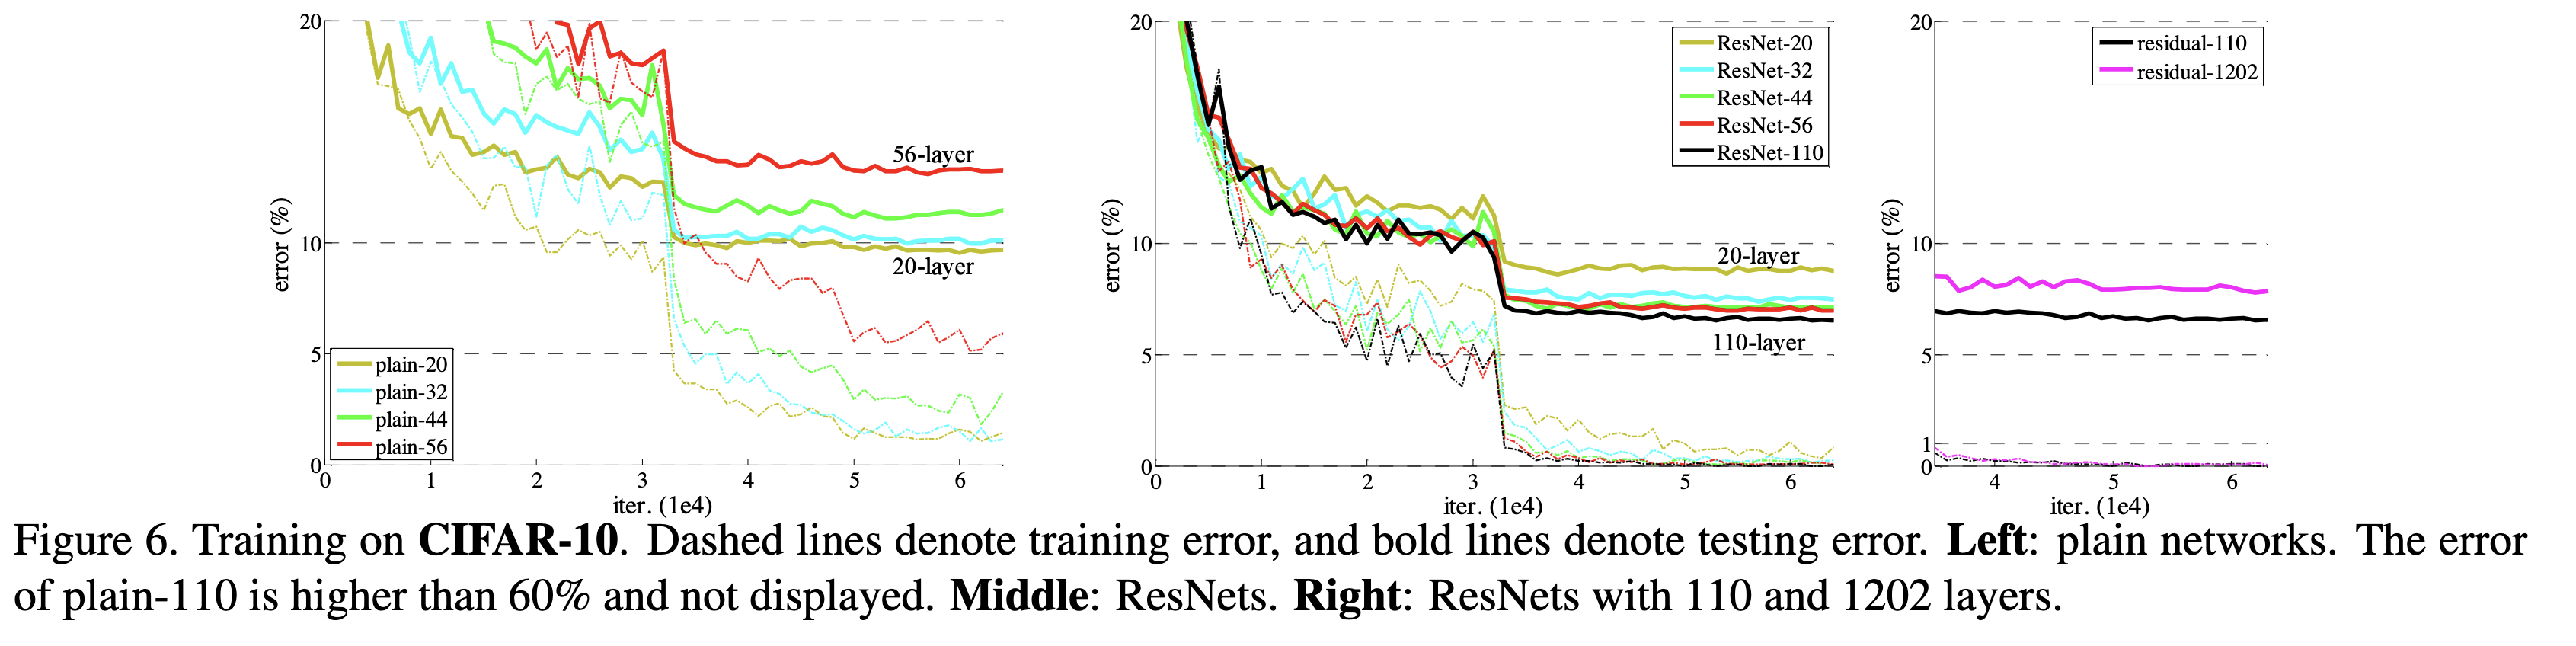 20
10
5
0
error (%)
56-layer
20-layer
plain-20
plain-32
plain-44
plain-56
0 1 2 3 4 5 6
iter. (1e4)
20
10
5
0
error (%)
ResNet-20
ResNet-32
ResNet-44
ResNet-56
ResNet-110
20-layer
110-layer
0 1 2 3 4 5 6
iter. (1e4)
20
10
5
1
0
error (%)
residual-110
residual-1202
4 5 6
iter. (1e4)
Figure 6. Training on CIFAR-10. Dashed lines denote training error, and bold lines denote testing error. Left: plain networks. The error
of plain-110 is higher than 60% and not displayed. Middle: ResNets. Right: ResNets with 110 and 1202 layers.